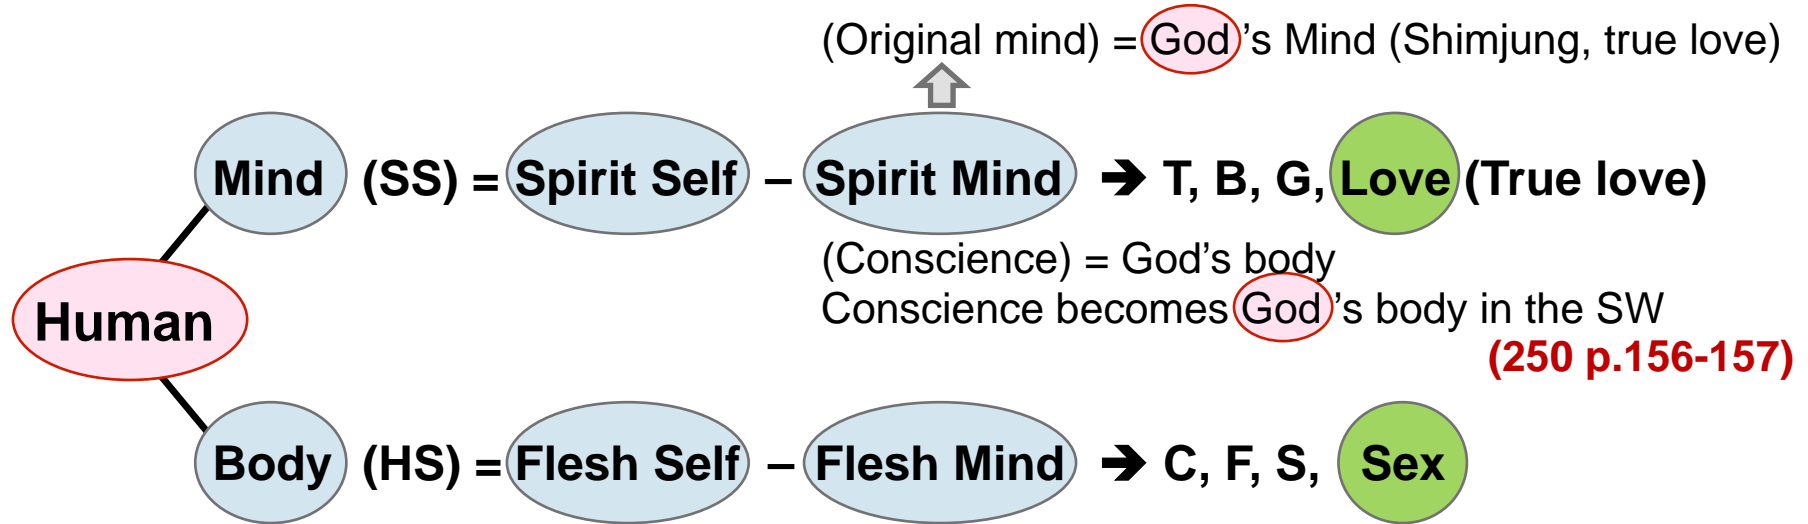 (Original mind) = God's Mind (Shimjung, true love)
Mind (SS) = Spirit Self – Spirit Mind ➔ T, B, G, Love (True love)
(Conscience) = God's body
Human
Conscience becomes God's body in the SW
(250 p.156-157)
Body (HS) = Flesh Self – Flesh Mind ➔ C, F, S, Sex